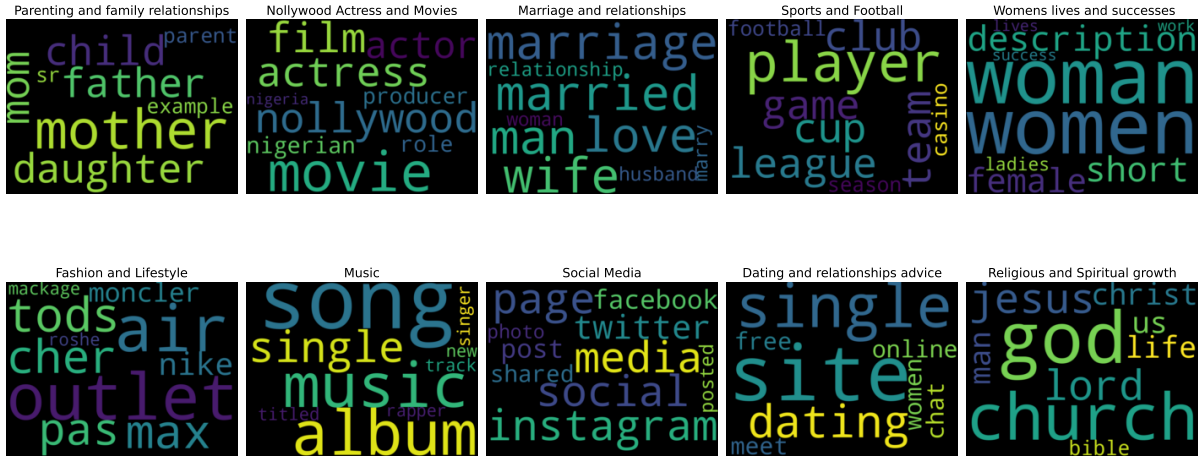 Parenting and family relationships
child
parent
mom
sr
father
example
mother
daughter
Nollywood Actress and Movies
film
actor
actress
nigeria
producer
nollywood
nigerian
role
movie
Marriage and relationships
marriage
relationship
married
woman
man
love
marry
wife
husband
Sports and Football
football
club
player
game
casino
cup
team
league
season
Womens lives and successes
lives
work
description
success
woman
women
ladies
short
female
Fashion and Lifestyle
mackage
moncler
tods
air
roshe
cher
nike
outlet
pas
max
Music
song
singer
single
new
track
music
titled
rapper
album
Social Media
page
facebook
photo
twitter
post
media
shared
posted
social
instagram
Dating and relationships advice
single
free
online
site
women
chat
dating
meet
Religious and Spiritual growth
jesus
christ
god
us
man
life
lord
church
bible